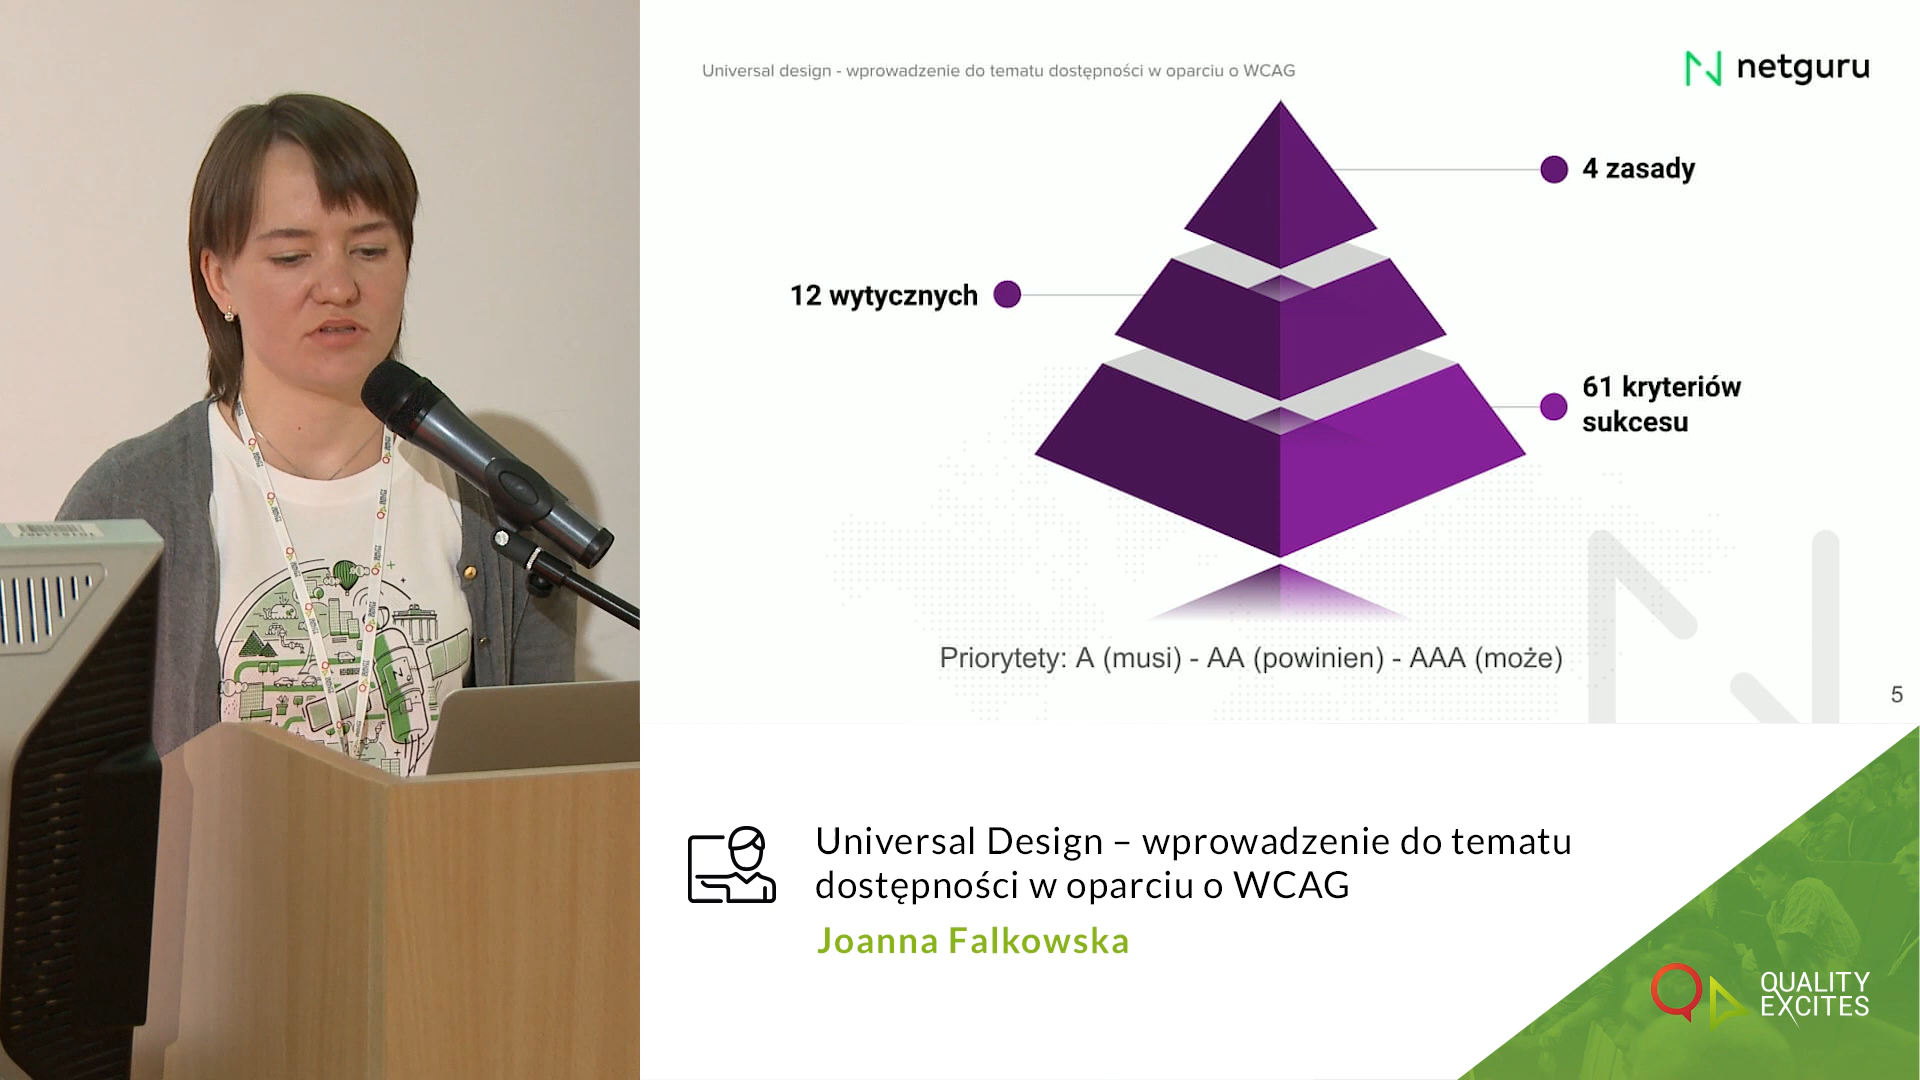 Universal design - wprowadzenie do tematu dostępności w oparciu o WCAG
netguru
4 zasady
12 wytycznych
61 kryteriów
sukcesu
Priorytety: A (musi) - AA (powinien) - AAA (może)
5
Universal Design – wprowadzenie do tematu
dostępności w oparciu o WCAG
Joanna Falkowska
QUALITY
EXCITES